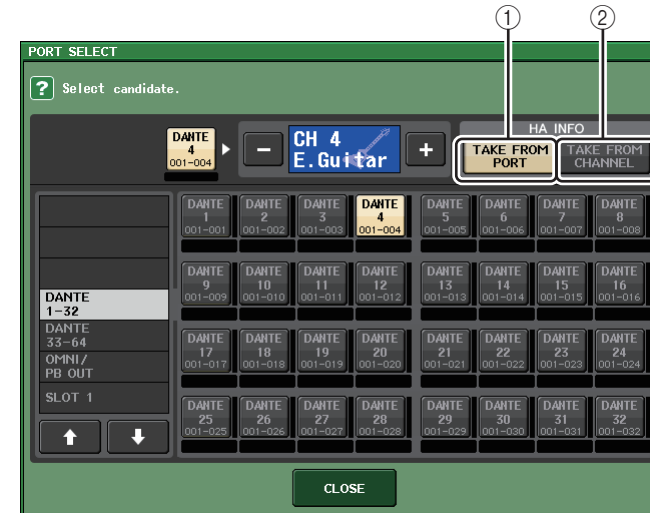 ① ②
PORT SELECT
? Select candidate.
HA INFO
DANTE
4
001-004
−
CH 4
E.Guitar
+
TAKE FROM
PORT
TAKE FROM
CHANNEL
DANTE 1 001-001
DANTE 2 001-002
DANTE 3 001-003
DANTE 4 001-004
DANTE 5 001-005
DANTE 6 001-006
DANTE 7 001-007
DANTE 8 001-008
DANTE 9 001-009
DANTE 10 001-010
DANTE 11 001-011
DANTE 12 001-012
DANTE 13 001-013
DANTE 14 001-014
DANTE 15 001-015
DANTE 16 001-016
DANTE 17 001-017
DANTE 18 001-018
DANTE 19 001-019
DANTE 20 001-020
DANTE 21 001-021
DANTE 22 001-022
DANTE 23 001-023
DANTE 24 001-024
DANTE 25 001-025
DANTE 26 001-026
DANTE 27 001-027
DANTE 28 001-028
DANTE 29 001-029
DANTE 30 001-030
DANTE 31 001-031
DANTE 32 001-032
DANTE
1-32
DANTE
33-64
OMNI/
PB OUT
SLOT 1
CLOSE